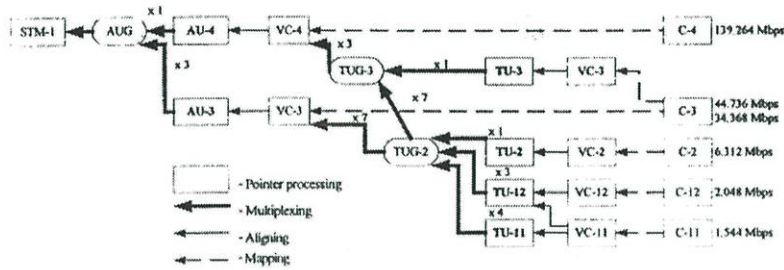 x 1
STM-1 AUG AU-4 VC-4 C-4 139.264 Mbps
x 3
x 3 x 1
TUG-3 TU-3 VC-3
x 7 44.736 Mbps
AU-3 VC-3 C-3 34.368 Mbps
x 7 x 1
TUG-2 TU-2 VC-2 C-2 6.312 Mbps
x 3
- Pointer processing TU-12 VC-12 C-12 2.048 Mbps
- Multiplexing x 4
TU-11 VC-11 C-11 1.544 Mbps
- Aligning
- Mapping